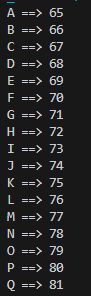 A ==> 65
B ==> 66
C ==> 67
D ==> 68
E ==> 69
F ==> 70
G ==> 71
H ==> 72
I ==> 73
J ==> 74
K ==> 75
L ==> 76
M ==> 77
N ==> 78
O ==> 79
P ==> 80
Q ==> 81